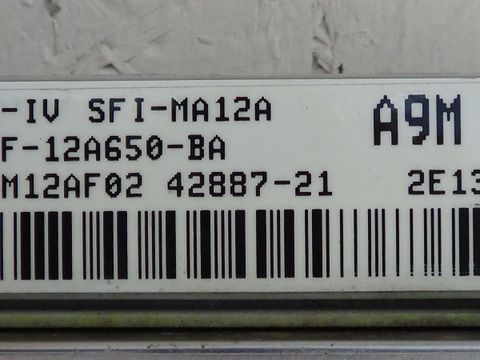 -IV SFI-MA12A A9M
F-12A650-BA
M12AF02 42887-21 2E13